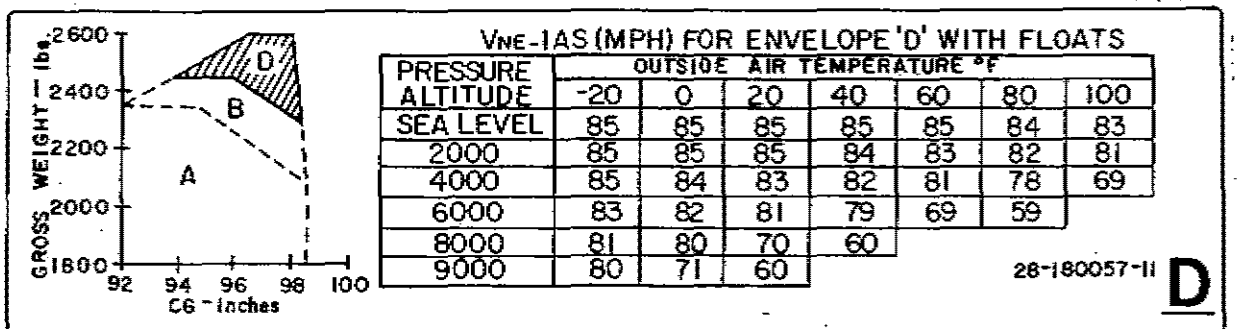 VNE-IAS (MPH) FOR ENVELOPE 'D' WITH FLOATS
PRESSURE ALTITUDE OUTSIDE AIR TEMPERATURE °F
-20 0 20 40 60 80 100
SEA LEVEL 85 85 85 85 85 84 83
2000 85 85 85 84 83 82 81
4000 85 84 83 82 81 78 69
6000 83 82 81 79 69 59
8000 81 80 70 60
9000 80 71 60
28-180057-11
D
GROSS WEIGHT - lbs.
2600
2400
2200
2000
1800
D
B
A
92 94 96 98 100
CG - inches